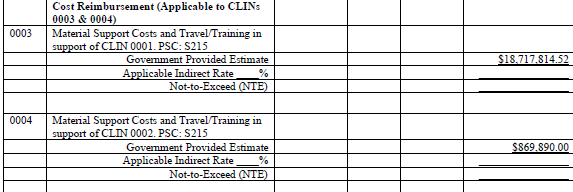 Cost Reimbursement (Applicable to CLINs
0003 & 0004)
0003 Material Support Costs and Travel/Training in
support of CLIN 0001. PSC: S215
Government Provided Estimate $18,717,814.52
Applicable Indirect Rate ____%
Not-to-Exceed (NTE)
0004 Material Support Costs and Travel/Training in
support of CLIN 0002. PSC: S215
Government Provided Estimate $869,890.00
Applicable Indirect Rate ____%
Not-to-Exceed (NTE)